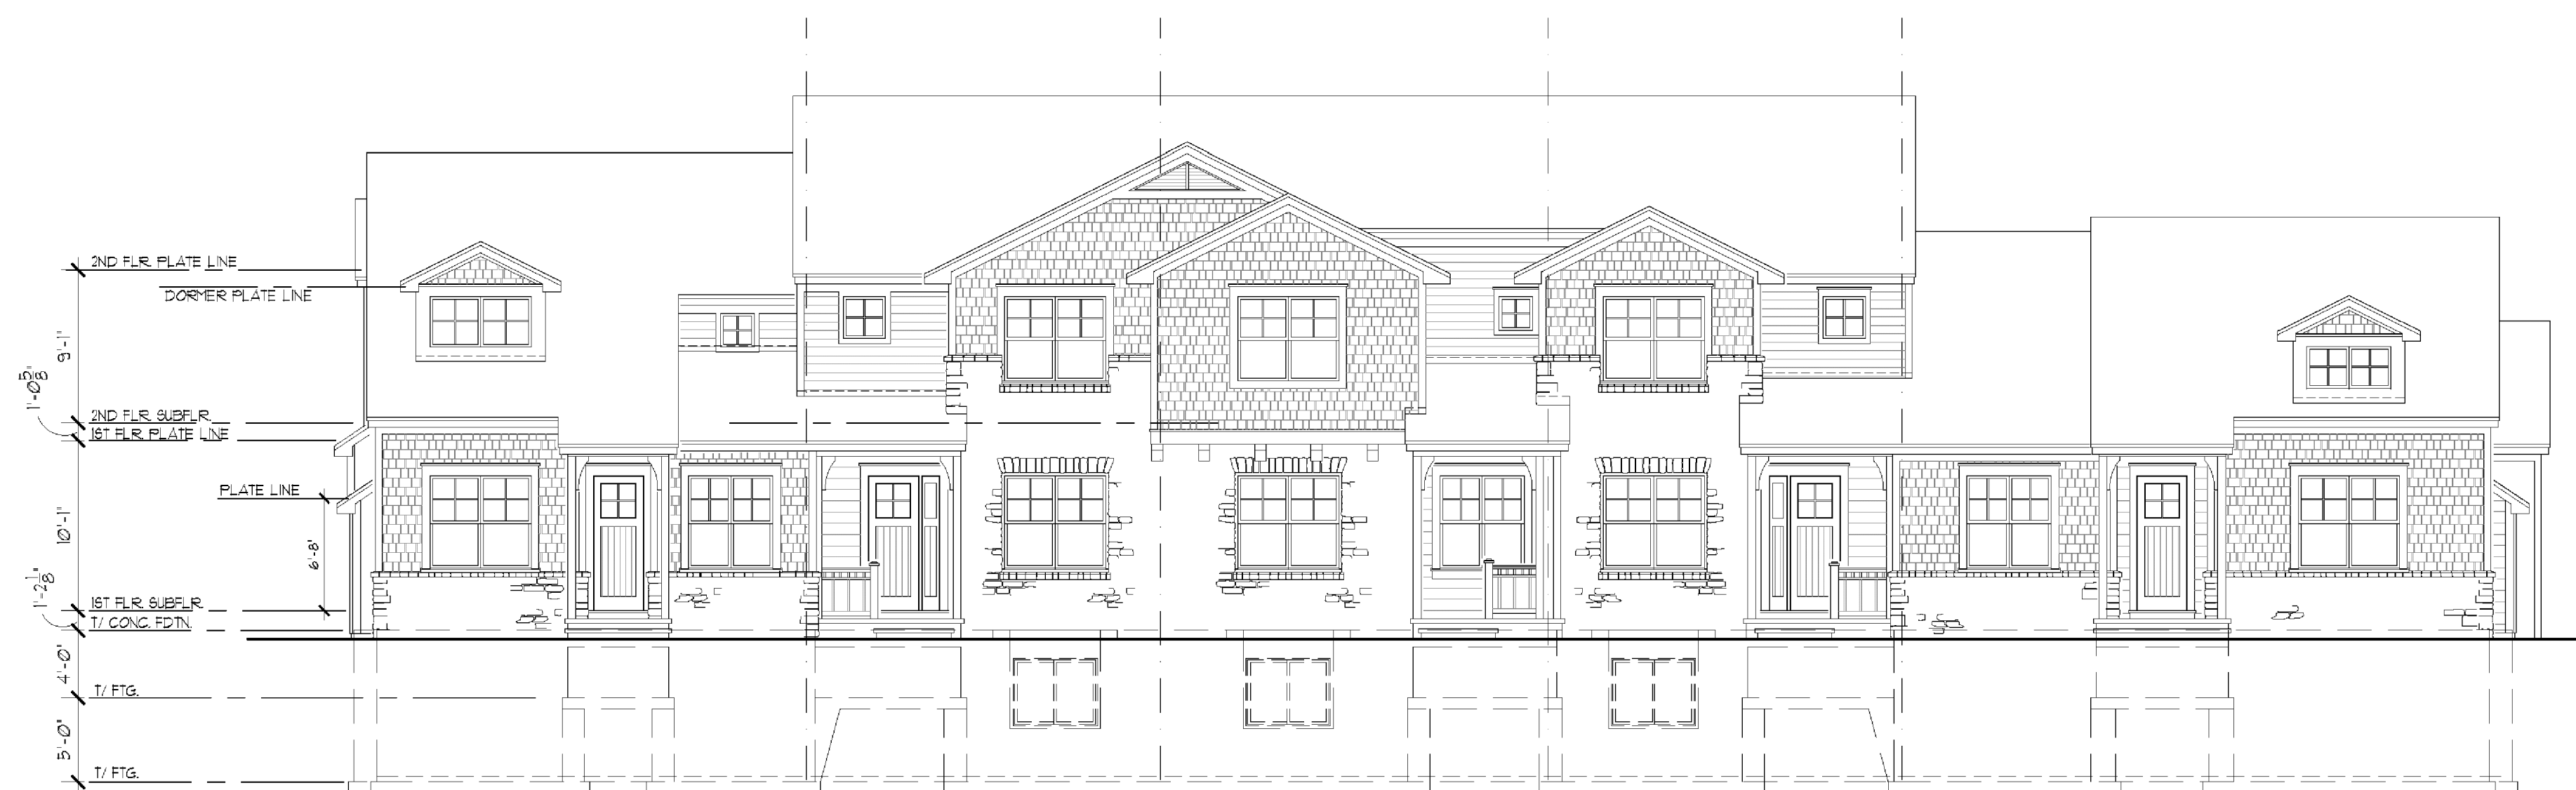 2ND FLR. PLATE LINE
DORMER PLATE LINE
9'-1"
1'-0 5/8"
2ND FLR. SUBFLR.
1ST FLR. PLATE LINE
PLATE LINE
10'-1"
6'-8"
1'-2 1/8"
1ST FLR. SUBFLR.
T/ CONC. FDTN.
4'-0"
T/ FTG.
5'-0"
T/ FTG.